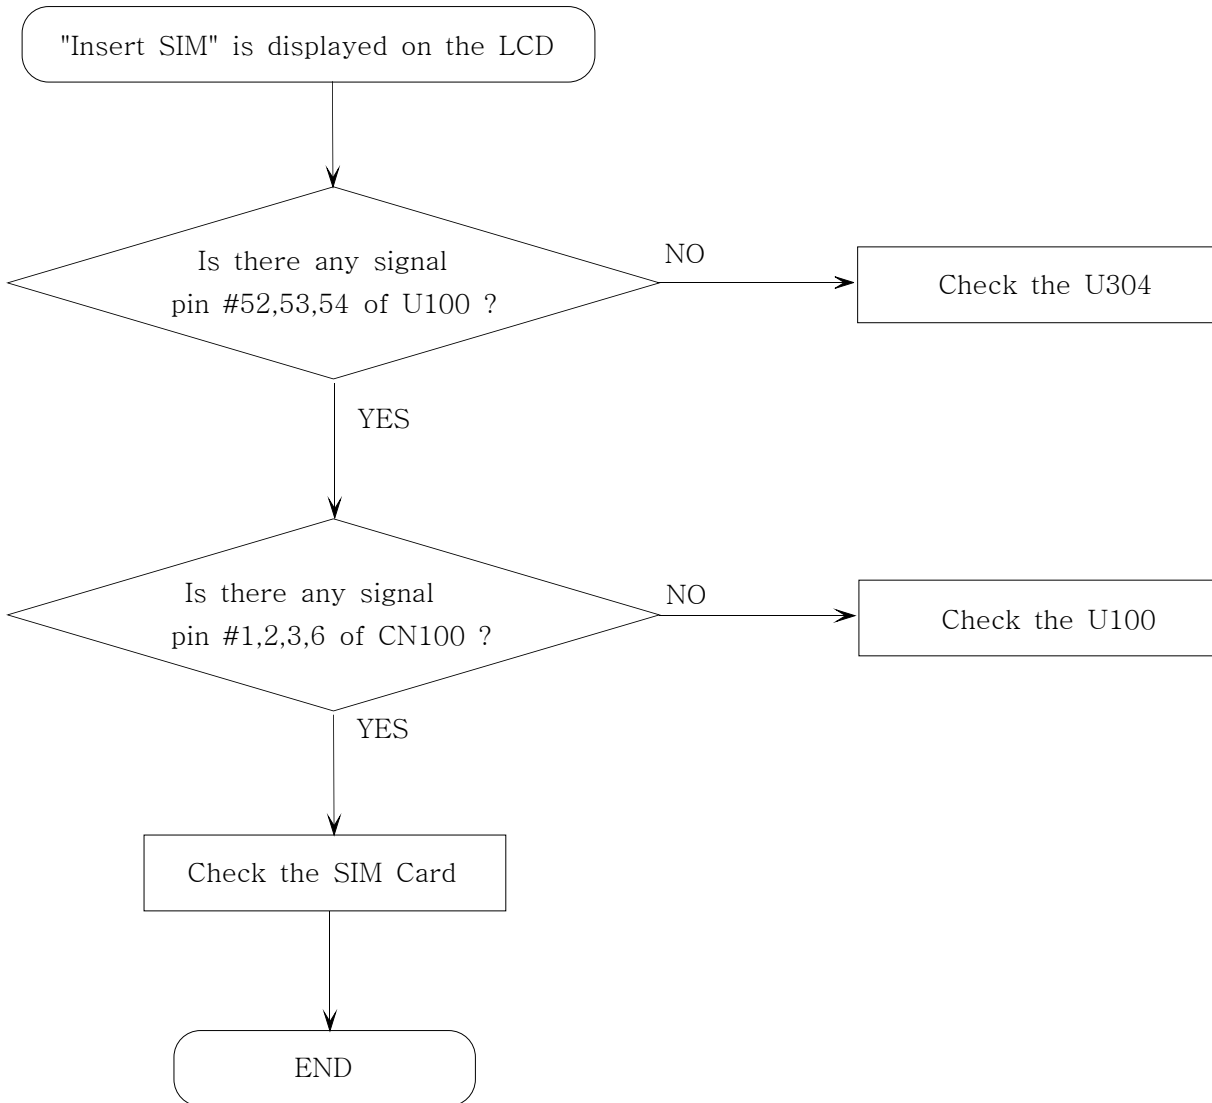 "Insert SIM" is displayed on the LCD
Is there any signal
pin #52,53,54 of U100 ?
NO
Check the U304
YES
Is there any signal
pin #1,2,3,6 of CN100 ?
NO
Check the U100
YES
Check the SIM Card
END